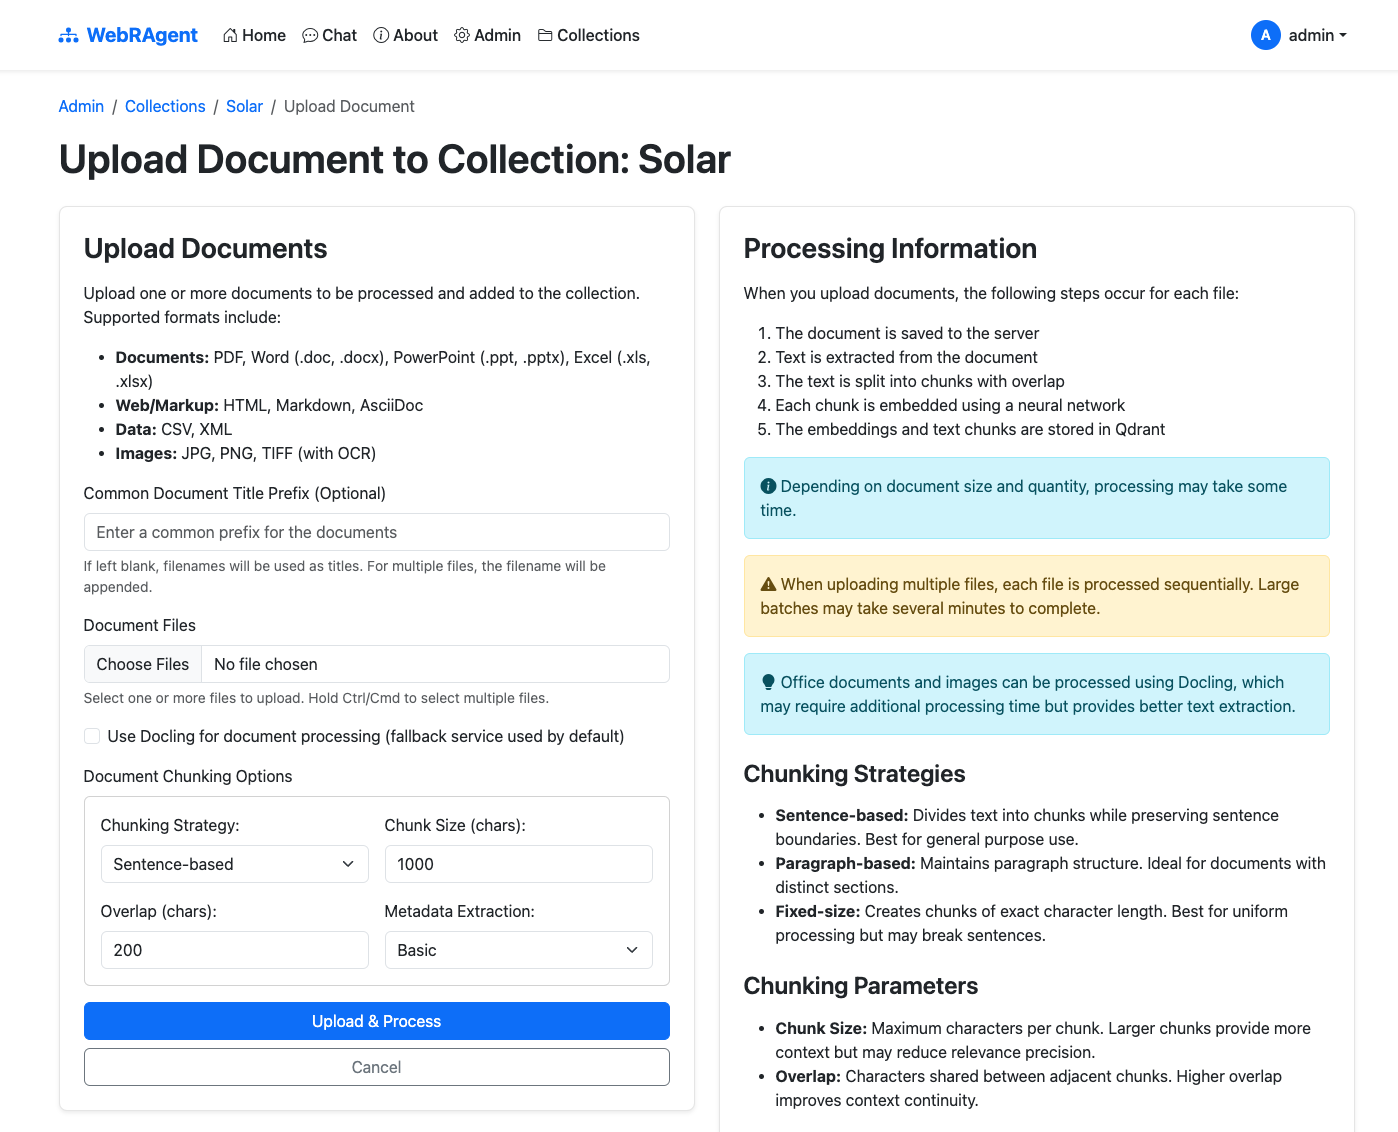 WebRAgent
Home
Chat
About
Admin
Collections
A
admin
Admin / Collections / Solar / Upload Document
Upload Document to Collection: Solar
Upload Documents
Upload one or more documents to be processed and added to the collection.
Supported formats include:
• Documents: PDF, Word (.doc, .docx), PowerPoint (.ppt, .pptx), Excel (.xls,
.xlsx)
• Web/Markup: HTML, Markdown, AsciiDoc
• Data: CSV, XML
• Images: JPG, PNG, TIFF (with OCR)
Common Document Title Prefix (Optional)
Enter a common prefix for the documents
If left blank, filenames will be used as titles. For multiple files, the filename will be
appended.
Document Files
Choose Files No file chosen
Select one or more files to upload. Hold Ctrl/Cmd to select multiple files.
Use Docling for document processing (fallback service used by default)
Document Chunking Options
Chunking Strategy:
Sentence-based
Chunk Size (chars):
1000
Overlap (chars):
200
Metadata Extraction:
Basic
Upload & Process
Cancel
Processing Information
When you upload documents, the following steps occur for each file:
1. The document is saved to the server
2. Text is extracted from the document
3. The text is split into chunks with overlap
4. Each chunk is embedded using a neural network
5. The embeddings and text chunks are stored in Qdrant
Depending on document size and quantity, processing may take some
time.
When uploading multiple files, each file is processed sequentially. Large
batches may take several minutes to complete.
Office documents and images can be processed using Docling, which
may require additional processing time but provides better text extraction.
Chunking Strategies
• Sentence-based: Divides text into chunks while preserving sentence
boundaries. Best for general purpose use.
• Paragraph-based: Maintains paragraph structure. Ideal for documents with
distinct sections.
• Fixed-size: Creates chunks of exact character length. Best for uniform
processing but may break sentences.
Chunking Parameters
• Chunk Size: Maximum characters per chunk. Larger chunks provide more
context but may reduce relevance precision.
• Overlap: Characters shared between adjacent chunks. Higher overlap
improves context continuity.